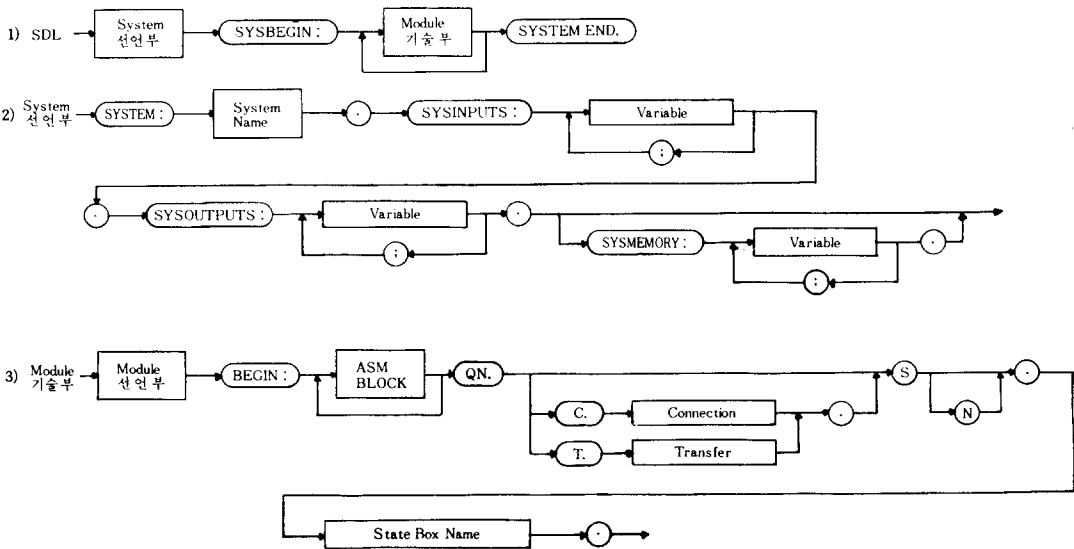 1) SDL
System
선언부
SYSBEGIN :
Module
기술부
SYSTEM END.
2) System
선언부
SYSTEM :
System
Name
.
SYSINPUTS :
Variable
;
.
SYSOUTPUTS :
Variable
;
.
SYSMEMORY :
Variable
;
.
3) Module
기술부
Module
선언부
BEGIN :
ASM
BLOCK
QN.
C.
Connection
T.
Transfer
.
S
N
.
State Box Name
.